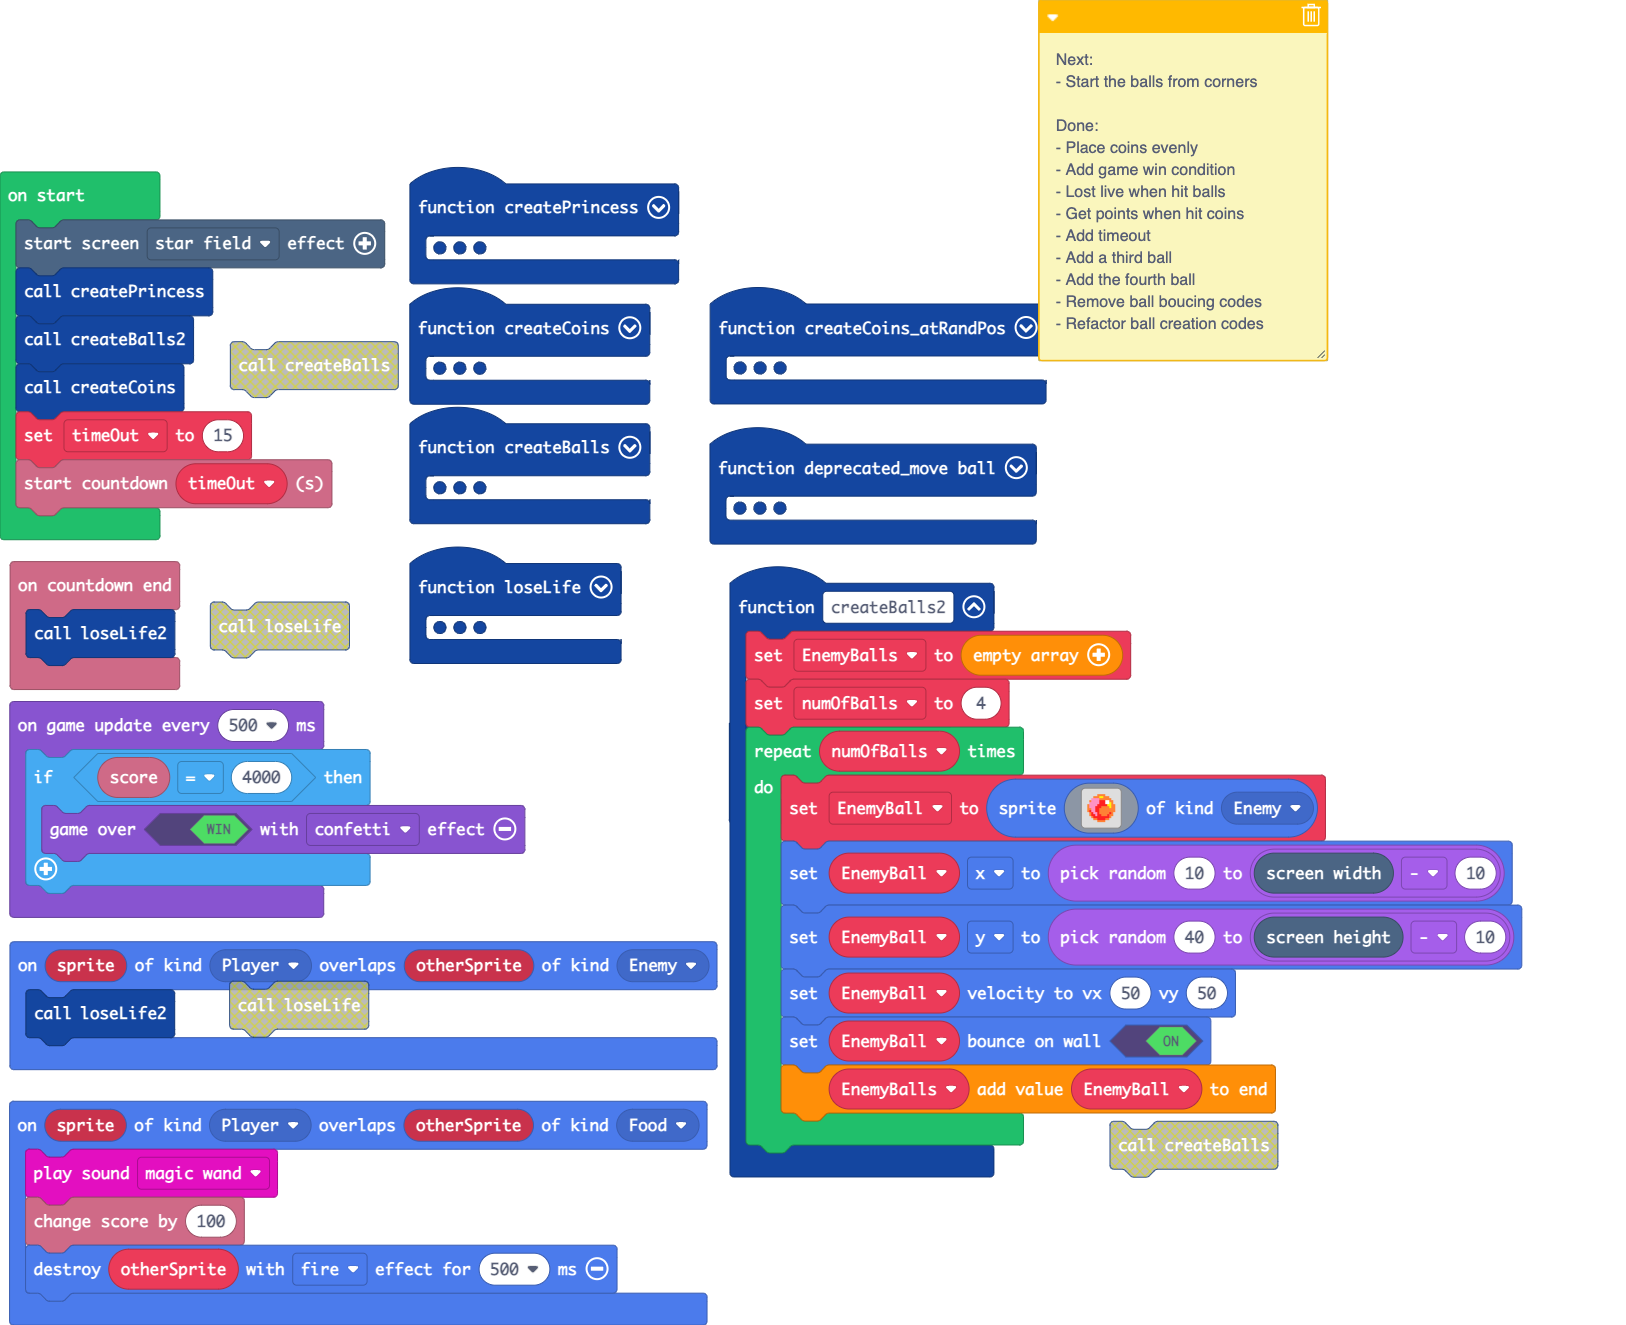 Next:
- Start the balls from corners
Done:
- Place coins evenly
- Add game win condition
- Lost live when hit balls
- Get points when hit coins
- Add timeout
- Add a third ball
- Add the fourth ball
- Remove ball boucing codes
- Refactor ball creation codes
on start
start screen star field effect
call createPrincess
call createBalls2
call createCoins
set timeOut to 15
start countdown timeOut (s)
call createBalls
function createPrincess
function createCoins
function createBalls
function loseLife
function createCoins_atRandPos
function deprecated_move ball
on countdown end
call loseLife2
call loseLife
on game update every 500 ms
if score = 4000 then
game over WIN with confetti effect
on sprite of kind Player overlaps otherSprite of kind Enemy
call loseLife2
call loseLife
on sprite of kind Player overlaps otherSprite of kind Food
play sound magic wand
change score by 100
destroy otherSprite with fire effect for 500 ms
function createBalls2
set EnemyBalls to empty array
set numOfBalls to 4
repeat numOfBalls times
do
set EnemyBall to sprite of kind Enemy
set EnemyBall x to pick random 10 to screen width - 10
set EnemyBall y to pick random 40 to screen height - 10
set EnemyBall velocity to vx 50 vy 50
set EnemyBall bounce on wall ON
EnemyBalls add value EnemyBall to end
call createBalls